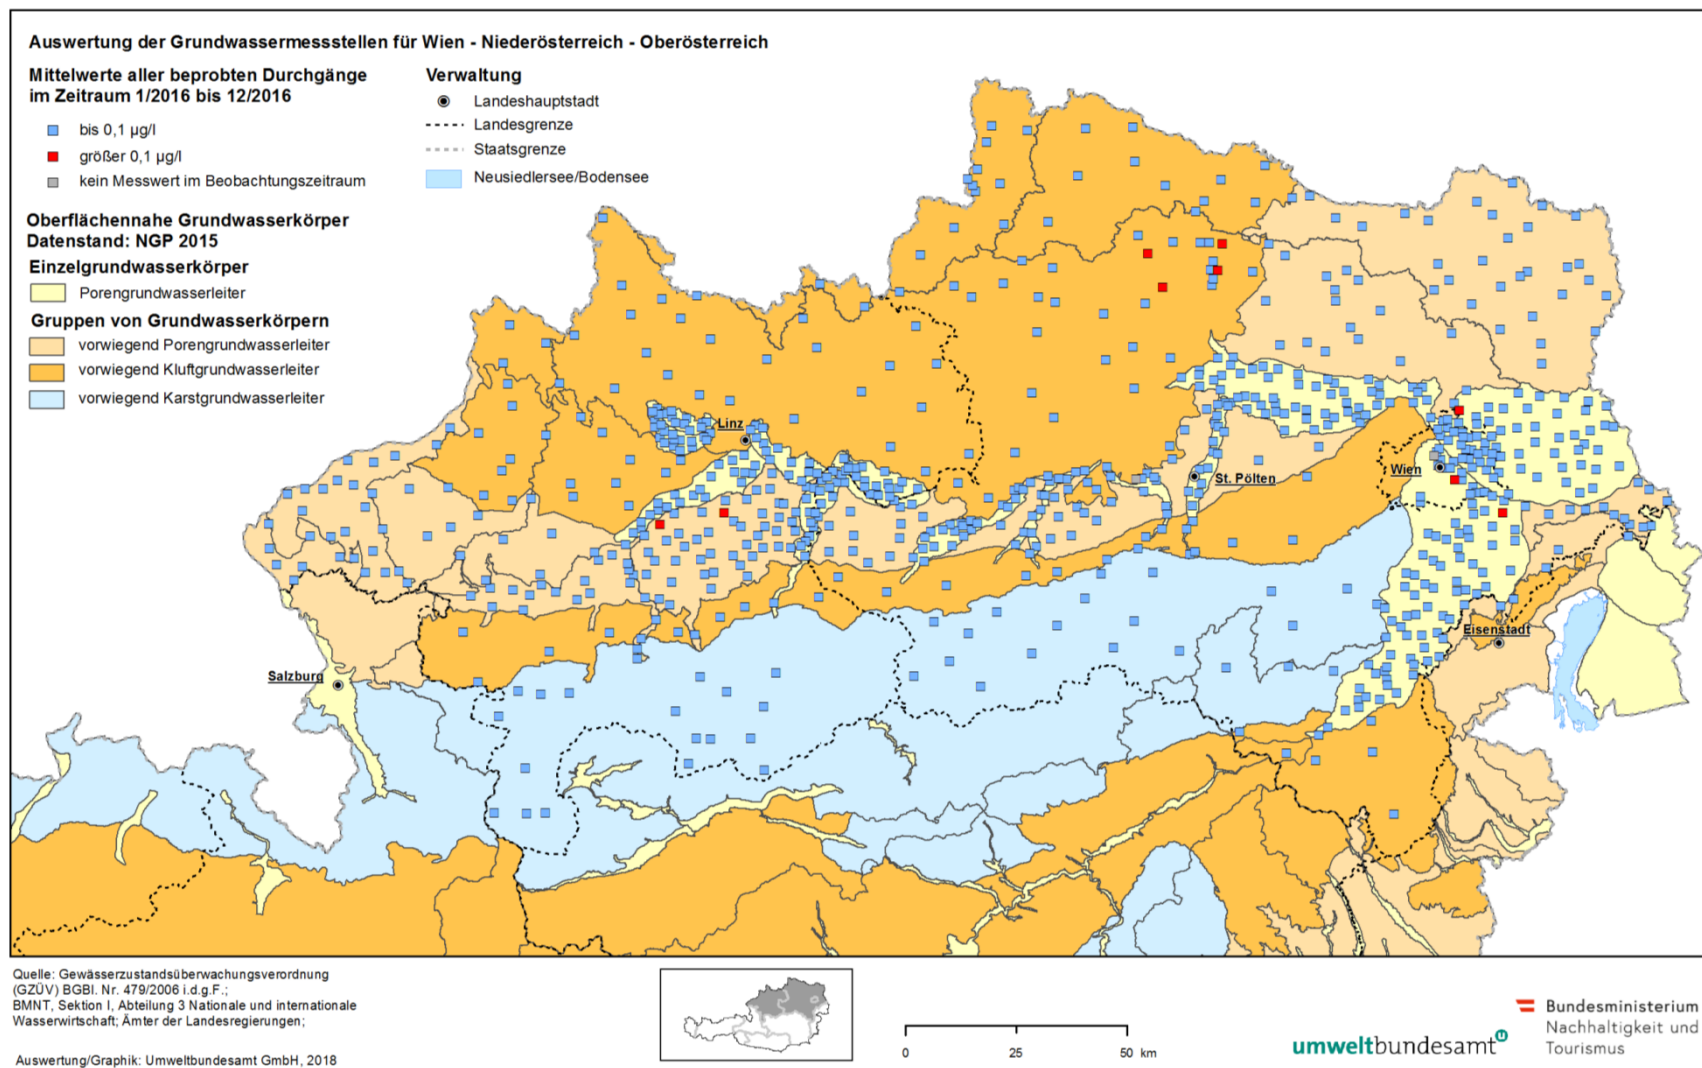 Auswertung der Grundwassermessstellen für Wien - Niederösterreich - Oberösterreich
Mittelwerte aller beprobten Durchgänge
im Zeitraum 1/2016 bis 12/2016
bis 0,1 µg/l
größer 0,1 µg/l
kein Messwert im Beobachtungszeitraum
Verwaltung
Landeshauptstadt
Landesgrenze
Staatsgrenze
Neusiedlersee/Bodensee
Oberflächennahe Grundwasserkörper
Datenstand: NGP 2015
Einzelgrundwasserkörper
Porengrundwasserleiter
Gruppen von Grundwasserkörpern
vorwiegend Porengrundwasserleiter
vorwiegend Kluftgrundwasserleiter
vorwiegend Karstgrundwasserleiter
Linz
Wien
St. Pölten
Eisenstadt
Salzburg
Quelle: Gewässerzustandsüberwachungsverordnung
(GZÜV) BGBl. Nr. 479/2006 i.d.g.F.;
BMNT, Sektion I, Abteilung 3 Nationale und internationale
Wasserwirtschaft; Ämter der Landesregierungen;
Auswertung/Graphik: Umweltbundesamt GmbH, 2018
0 25 50 km
umweltbundesamt u
Bundesministerium
Nachhaltigkeit und
Tourismus